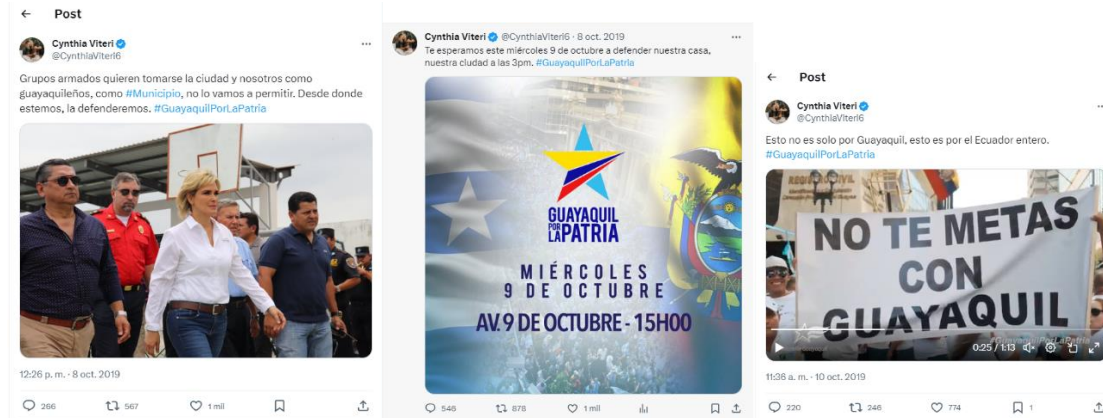 ← Post
Cynthia Viteri
@CynthiaViteri6
Grupos armados quieren tomarse la ciudad y nosotros como
guayaquileños, como #Municipio, no lo vamos a permitir. Desde donde
estemos, la defenderemos. #GuayaquilPorLaPatria
12:26 p. m. · 8 oct. 2019
266 567 1 mil
Cynthia Viteri @CynthiaViteri6 · 8 oct. 2019
Te esperamos este miércoles 9 de octubre a defender nuestra casa,
nuestra ciudad a las 3pm. #GuayaquilPorLaPatria
GUAYAQUIL
POR
LAPATRIA
MIÉRCOLES
9 DE OCTUBRE
AV. 9 DE OCTUBRE - 15H00
546 878 1 mil
← Post
Cynthia Viteri
@CynthiaViteri6
Esto no es solo por Guayaquil, esto es por el Ecuador entero.
#GuayaquilPorLaPatria
REGISTRO CIVIL
NO TE METAS
CON
GUAYAQUIL
#GuayaquilPorLaPatria
0:25 / 1:13
11:36 a. m. · 10 oct. 2019
220 246 774 1